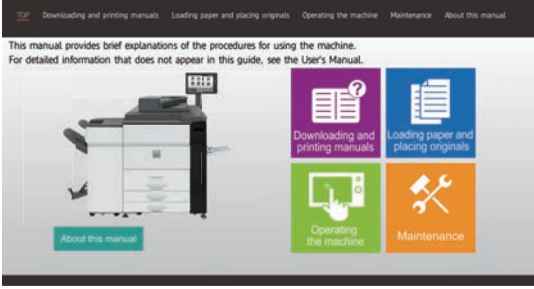 TOP Downloading and printing manuals Loading paper and placing originals Operating the machine Maintenance About this manual
This manual provides brief explanations of the procedures for using the machine.
For detailed information that does not appear in this guide, see the User's Manual.
?
Downloading and
printing manuals
Loading paper and
placing originals
Operating
the machine
Maintenance
About this manual